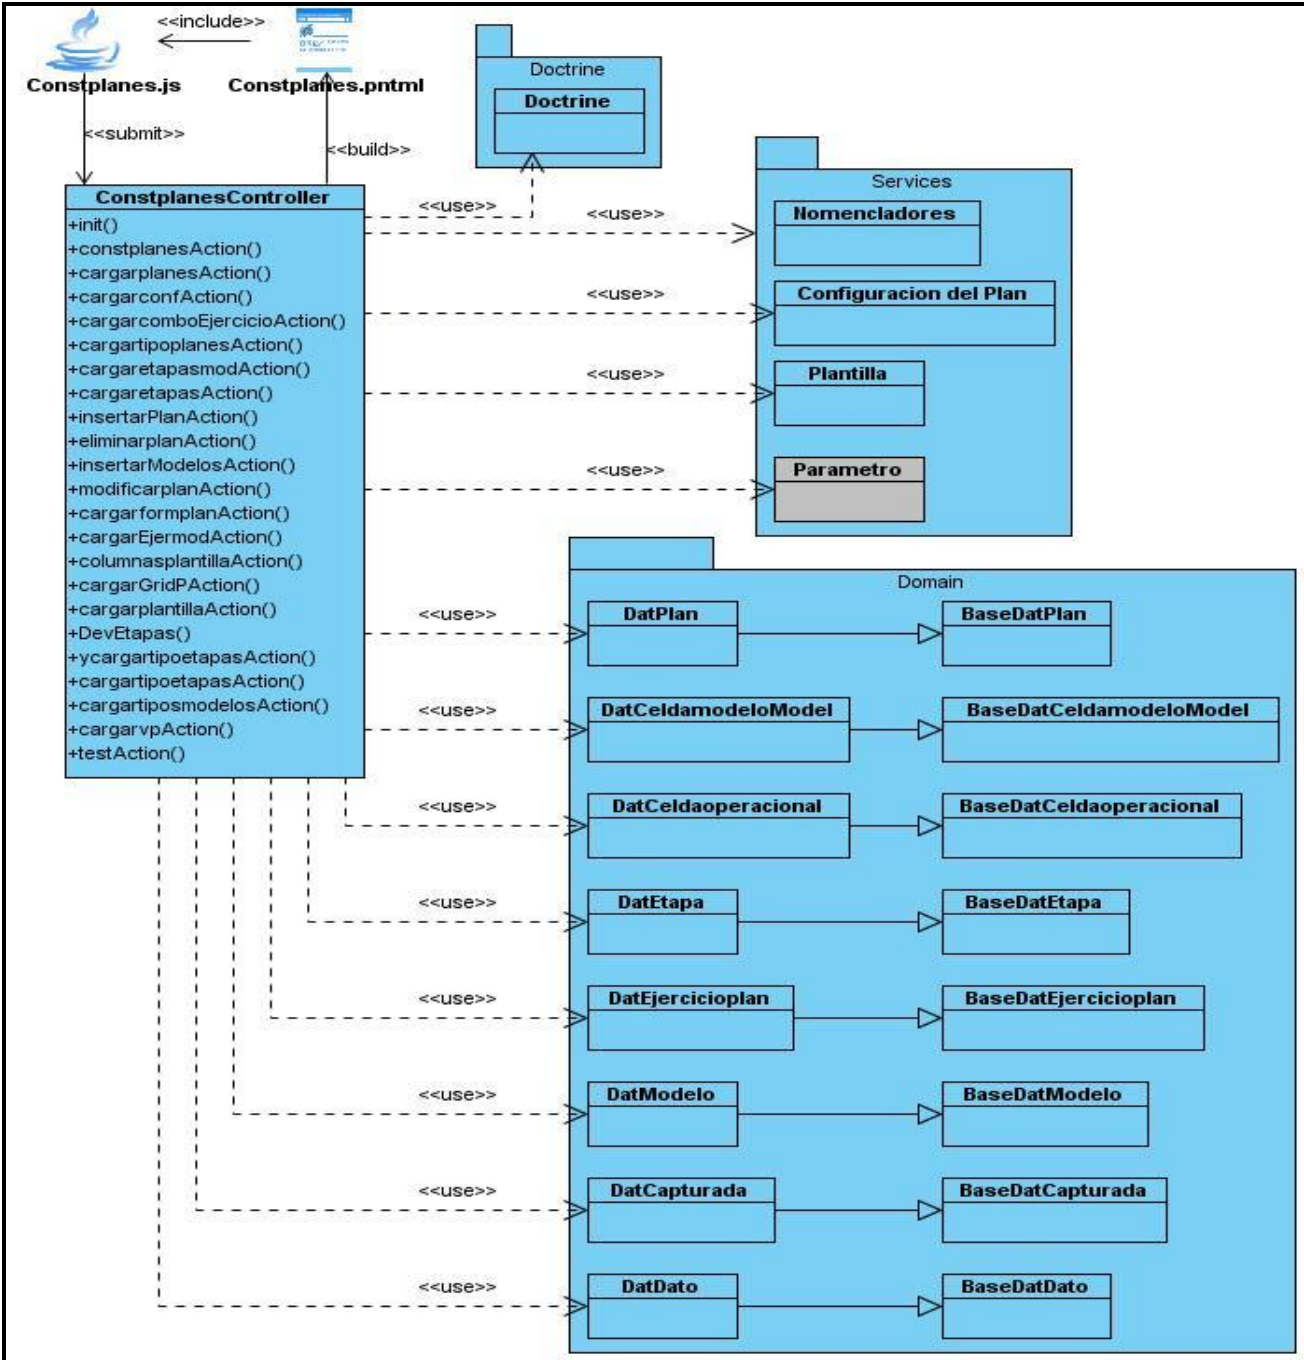 <<include>>
Constplanes.js
Constplanes.pntml
<<submit>>
<<build>>
ConstplanesController
+init()
+constplanesAction()
+cargarplanesAction()
+cargarconfAction()
+cargarcomboEjercicioAction()
+cargartipoplanesAction()
+cargaretapasmodAction()
+cargaretapasAction()
+insertarPlanAction()
+eliminarplanAction()
+insertarModelosAction()
+modificarplanAction()
+cargarformplanAction()
+cargarEjermodAction()
+columnasplantillaAction()
+cargarGridPAction()
+cargarplantillaAction()
+DevEtapas()
+ycargartipoetapasAction()
+cargartipoetapasAction()
+cargartiposmodelosAction()
+cargarvpAction()
+testAction()
Doctrine
Doctrine
<<use>>
Services
<<use>>
Nomencladores
<<use>>
Configuracion del Plan
<<use>>
Plantilla
<<use>>
Parametro
Domain
<<use>>
DatPlan
BaseDatPlan
<<use>>
DatCeldamodeloModel
BaseDatCeldamodeloModel
<<use>>
DatCeldaoperacional
BaseDatCeldaoperacional
<<use>>
DatEtapa
BaseDatEtapa
<<use>>
DatEjercicioplan
BaseDatEjercicioplan
<<use>>
DatModelo
BaseDatModelo
<<use>>
DatCapturada
BaseDatCapturada
<<use>>
DatDato
BaseDatDato